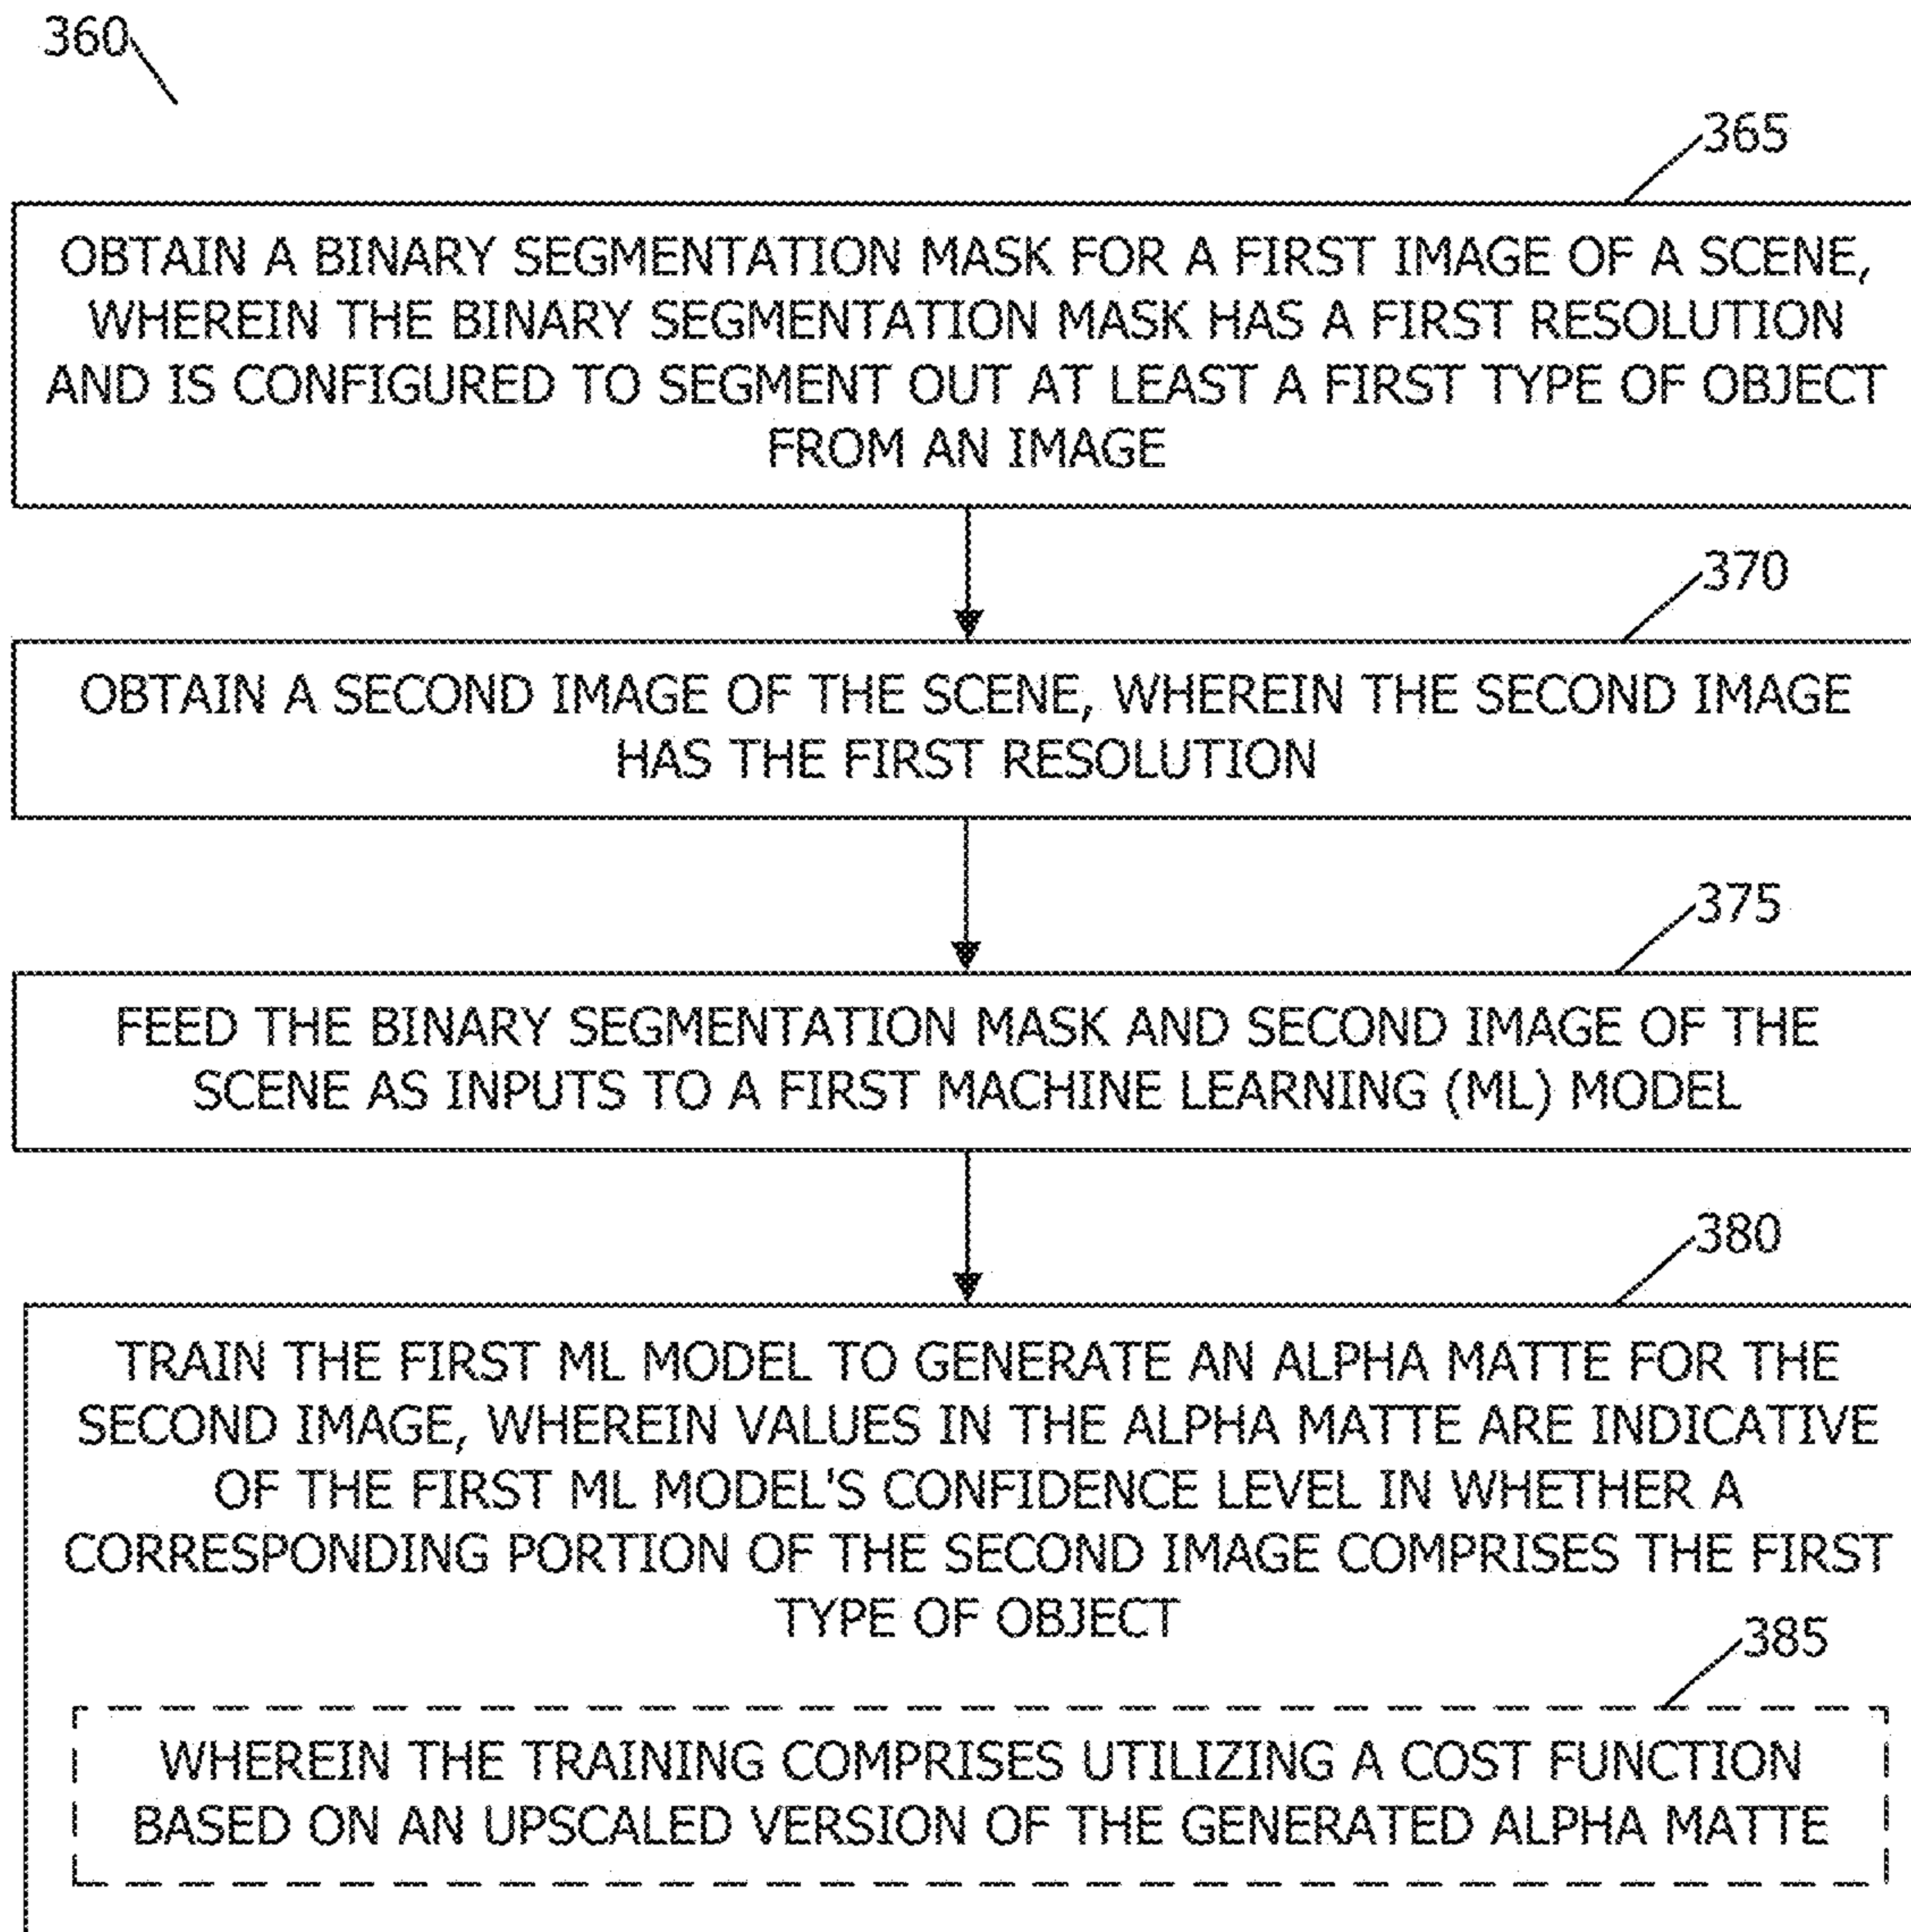 360
365
OBTAIN A BINARY SEGMENTATION MASK FOR A FIRST IMAGE OF A SCENE,
WHEREIN THE BINARY SEGMENTATION MASK HAS A FIRST RESOLUTION
AND IS CONFIGURED TO SEGMENT OUT AT LEAST A FIRST TYPE OF OBJECT
FROM AN IMAGE
370
OBTAIN A SECOND IMAGE OF THE SCENE, WHEREIN THE SECOND IMAGE
HAS THE FIRST RESOLUTION
375
FEED THE BINARY SEGMENTATION MASK AND SECOND IMAGE OF THE
SCENE AS INPUTS TO A FIRST MACHINE LEARNING (ML) MODEL
380
TRAIN THE FIRST ML MODEL TO GENERATE AN ALPHA MATTE FOR THE
SECOND IMAGE, WHEREIN VALUES IN THE ALPHA MATTE ARE INDICATIVE
OF THE FIRST ML MODEL'S CONFIDENCE LEVEL IN WHETHER A
CORRESPONDING PORTION OF THE SECOND IMAGE COMPRISES THE FIRST
TYPE OF OBJECT
385
WHEREIN THE TRAINING COMPRISES UTILIZING A COST FUNCTION
BASED ON AN UPSCALED VERSION OF THE GENERATED ALPHA MATTE